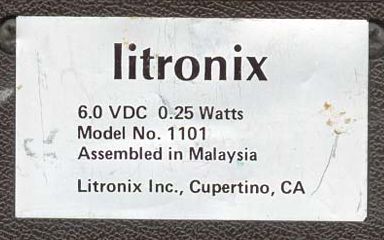 litronix
6.0 VDC 0.25 Watts
Model No. 1101
Assembled in Malaysia
Litronix Inc., Cupertino, CA